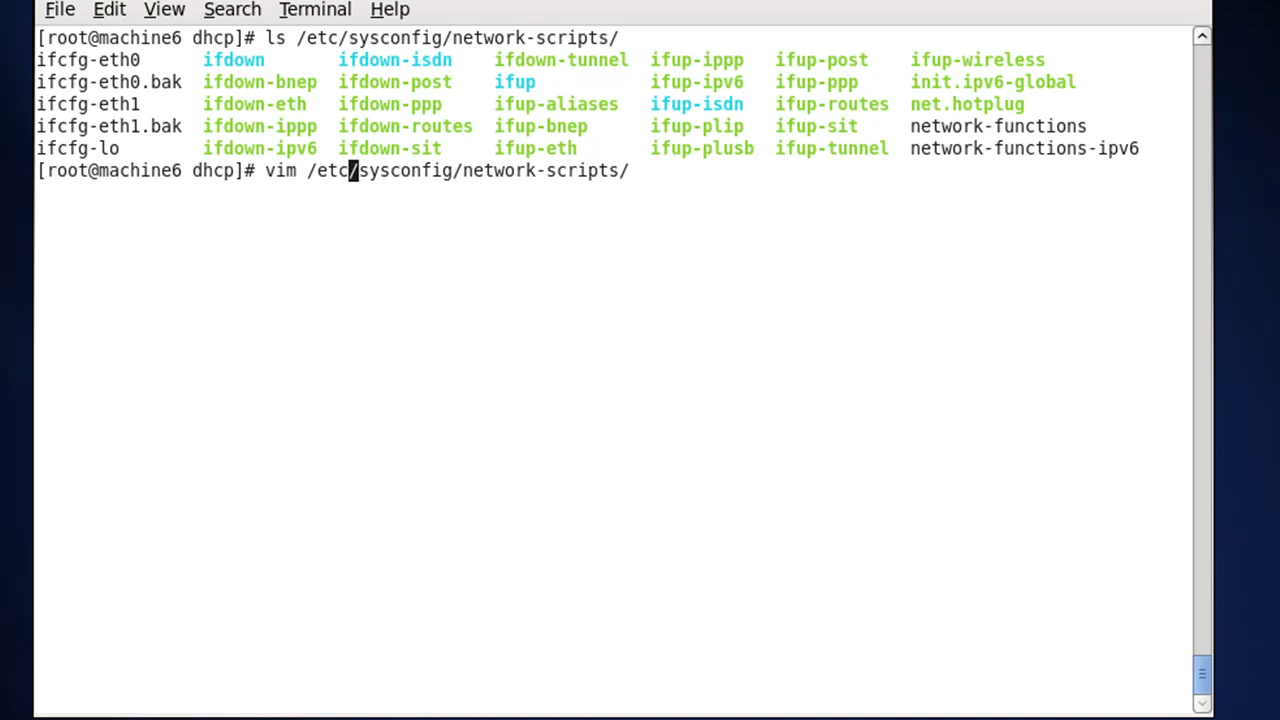 File Edit View Search Terminal Help
[root@machine6 dhcp]# ls /etc/sysconfig/network-scripts/
ifcfg-eth0 ifdown ifdown-isdn ifdown-tunnel ifup-ippp ifup-post ifup-wireless
ifcfg-eth0.bak ifdown-bnep ifdown-post ifup ifup-ipv6 ifup-ppp init.ipv6-global
ifcfg-eth1 ifdown-eth ifdown-ppp ifup-aliases ifup-isdn ifup-routes net.hotplug
ifcfg-eth1.bak ifdown-ippp ifdown-routes ifup-bnep ifup-plip ifup-sit network-functions
ifcfg-lo ifdown-ipv6 ifdown-sit ifup-eth ifup-plusb ifup-tunnel network-functions-ipv6
[root@machine6 dhcp]# vim /etc/sysconfig/network-scripts/